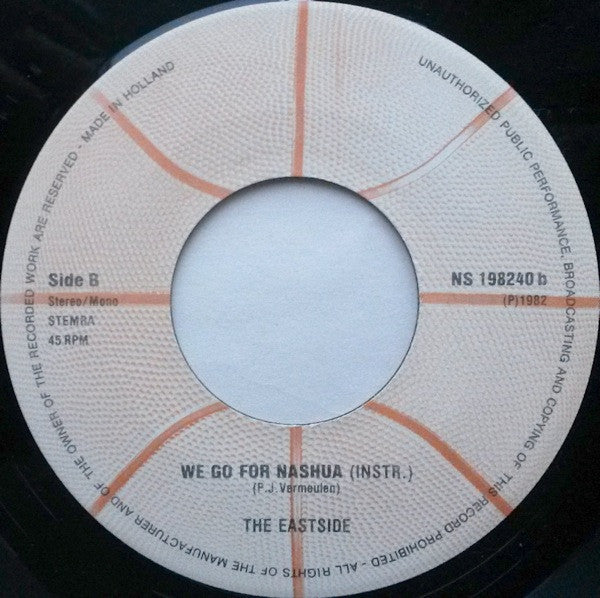 UNAUTHORIZED PUBLIC PERFORMANCE, BROADCASTING AND COPYING OF THIS RECORD PROHIBITED - ALL RIGHTS OF THE MANUFACTURER AND OF THE OWNER OF THE RECORDED WORK ARE RESERVED - MADE IN HOLLAND
Side B
Stereo/Mono
STEMRA
45 RPM
NS 198240 b
(P)1982
WE GO FOR NASHUA (INSTR.)
(P.J.Vermeulen)
THE EASTSIDE